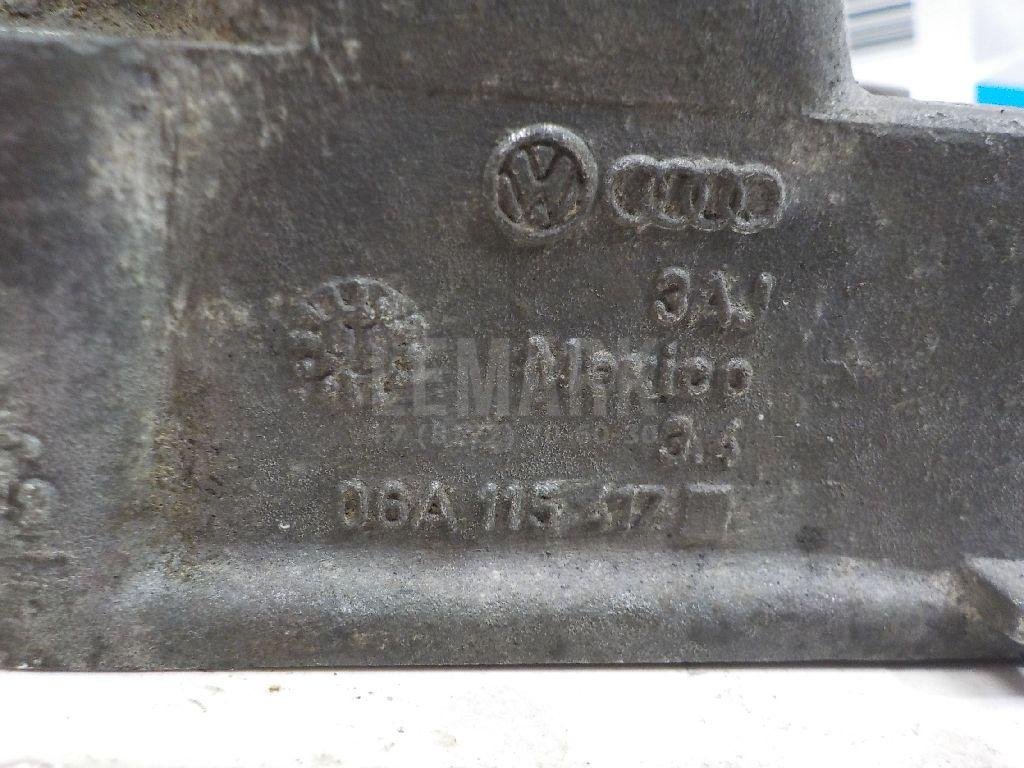 3AJ
LEMARK
Mexico
3.4
06A 115 417